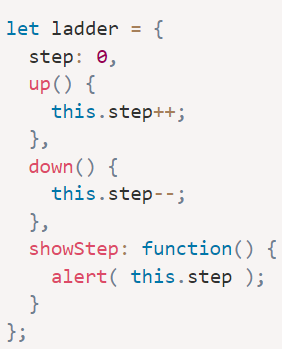 let ladder = {
  step: 0,
  up() {
    this.step++;
  },
  down() {
    this.step--;
  },
  showStep: function() {
    alert( this.step );
  }
};